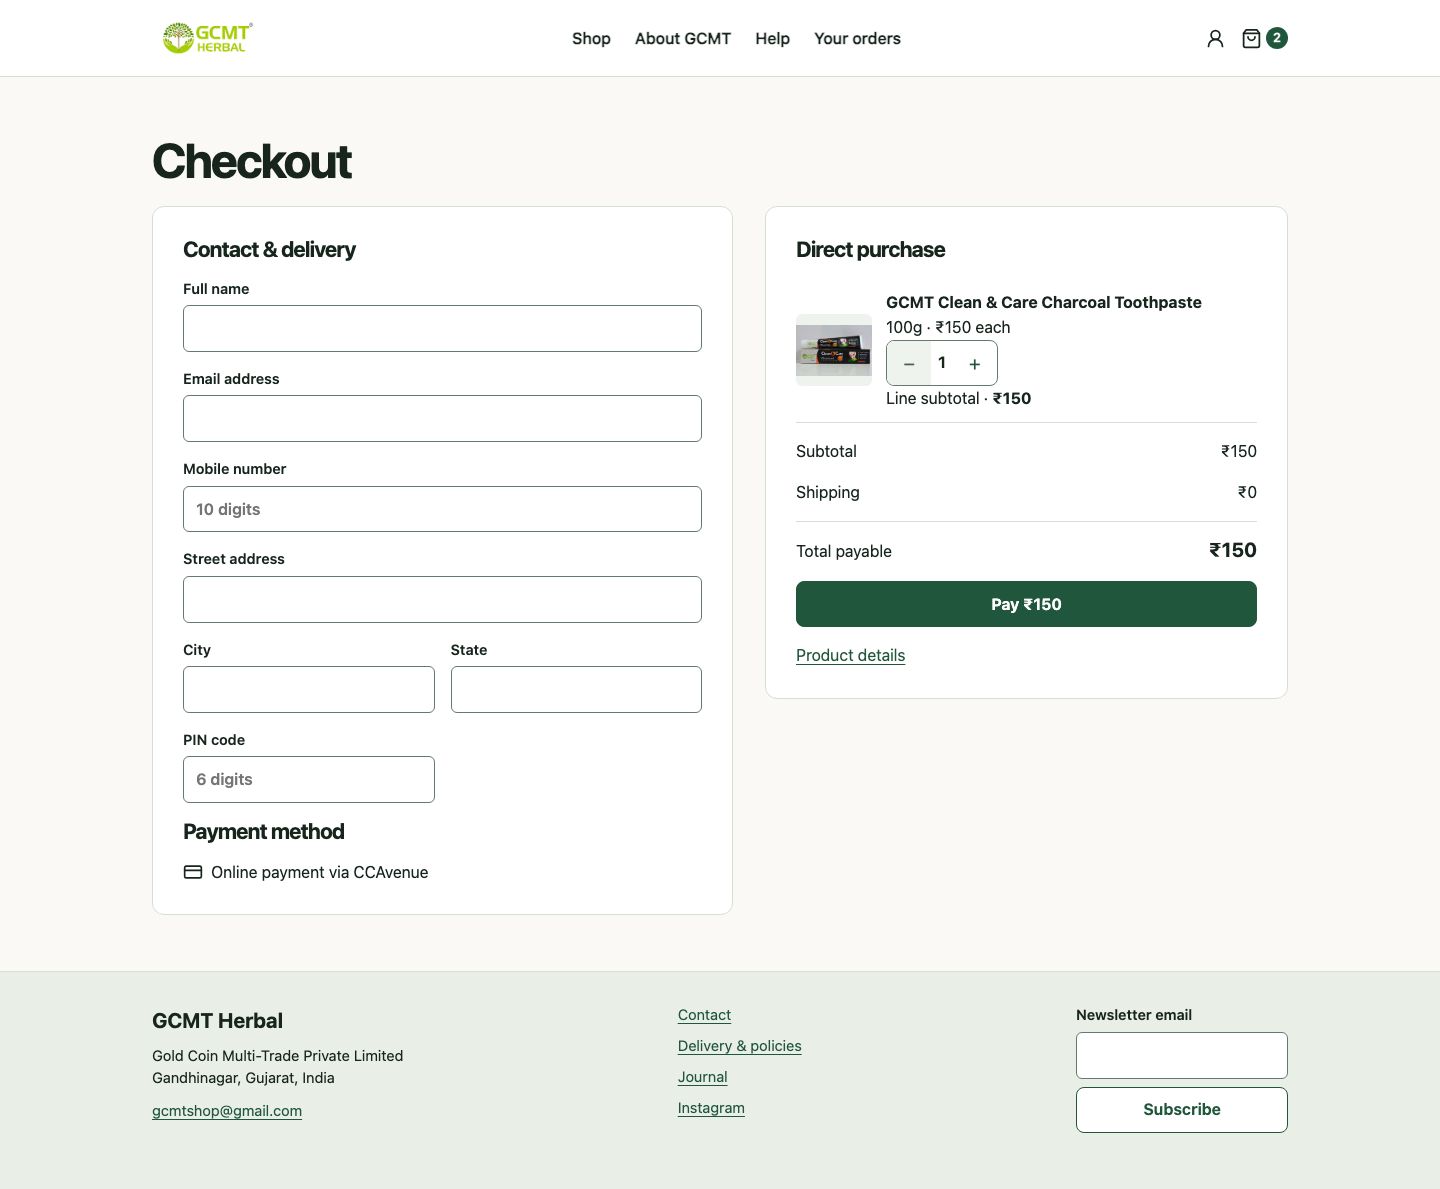 GCMT®
HERBAL
Shop
About GCMT
Help
Your orders
2
Checkout
Contact & delivery
Full name
Email address
Mobile number
10 digits
Street address
City
State
PIN code
6 digits
Payment method
Online payment via CCAvenue
Direct purchase
GCMT Clean & Care Charcoal Toothpaste
100g · ₹150 each
− 1 +
Line subtotal · ₹150
Subtotal ₹150
Shipping ₹0
Total payable ₹150
Pay ₹150
Product details
GCMT Herbal
Gold Coin Multi-Trade Private Limited
Gandhinagar, Gujarat, India
gcmtshop@gmail.com
Contact
Delivery & policies
Journal
Instagram
Newsletter email
Subscribe